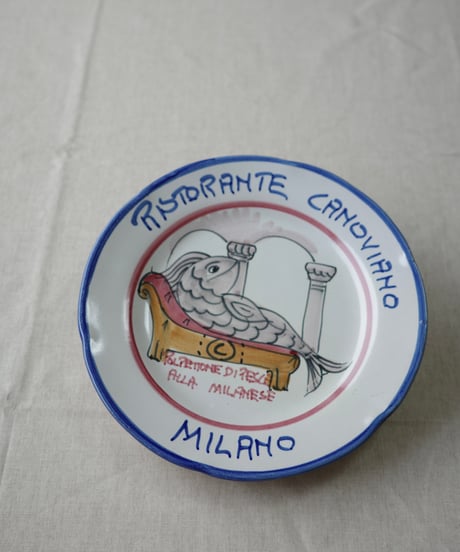 RISTORANTE CANOVIANO
©
POLPETTONE DI PESCE
ALLA MILANESE
MILANO